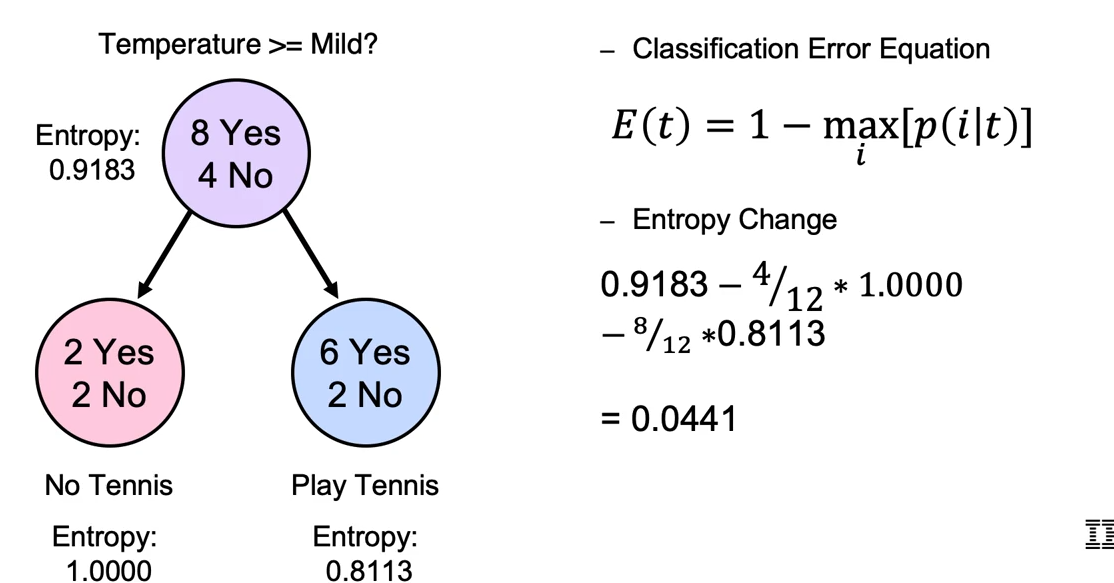 Temperature >= Mild?
Entropy:
0.9183
8 Yes
4 No
2 Yes
2 No
6 Yes
2 No
No Tennis
Play Tennis
Entropy:
1.0000
Entropy:
0.8113
– Classification Error Equation
E(t) = 1 − max[p(i|t)]
i
– Entropy Change
0.9183 − 4/12 * 1.0000
− 8/12 *0.8113
= 0.0441